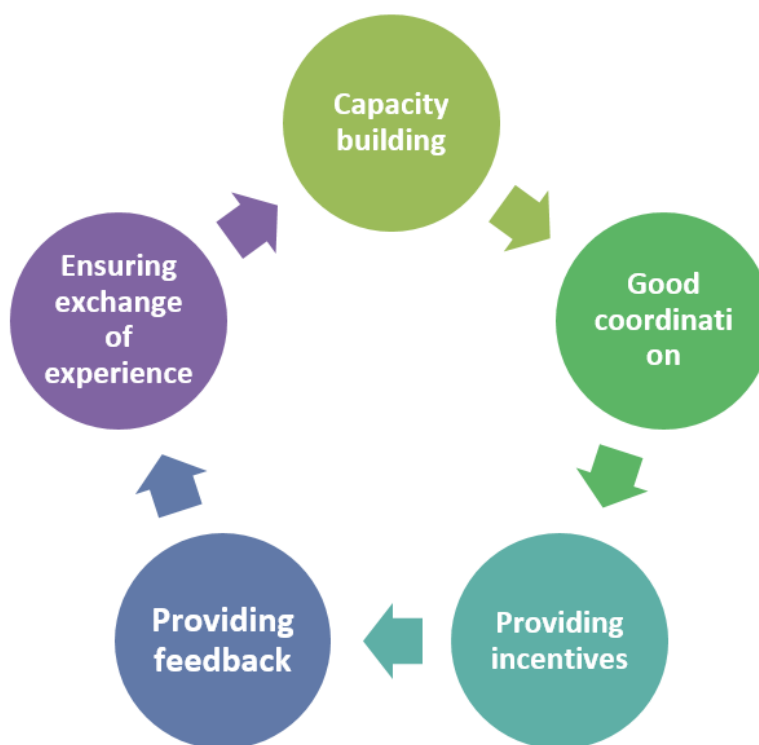 Capacity
building
Good
coordinati
on
Providing
incentives
Providing
feedback
Ensuring
exchange
of
experience